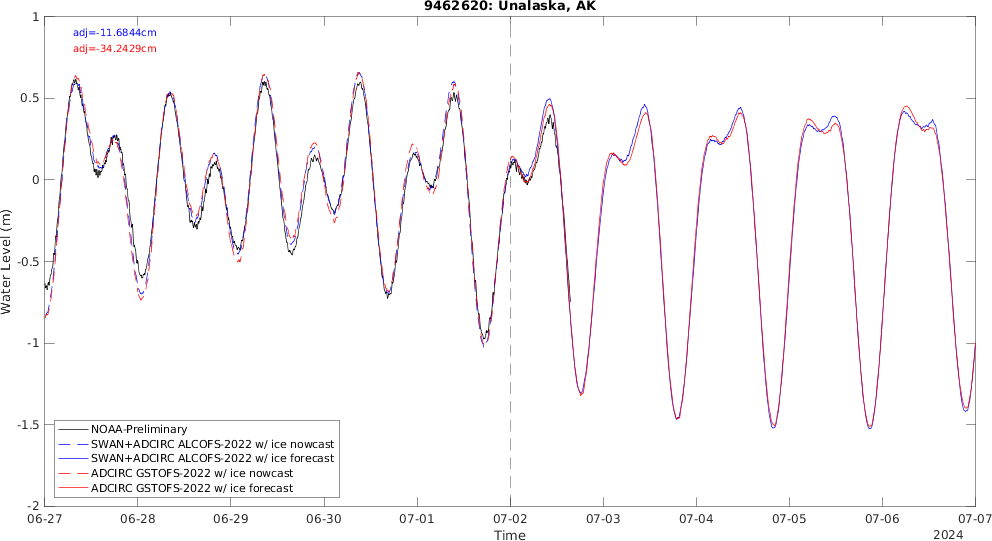 9462620: Unalaska, AK
adj=-11.6844cm
adj=-34.2429cm
1
0.5
0
-0.5
-1
-1.5
-2
Water Level (m)
NOAA-Preliminary
SWAN+ADCIRC ALCOFS-2022 w/ ice nowcast
SWAN+ADCIRC ALCOFS-2022 w/ ice forecast
ADCIRC GSTOFS-2022 w/ ice nowcast
ADCIRC GSTOFS-2022 w/ ice forecast
06-27 06-28 06-29 06-30 07-01 07-02 07-03 07-04 07-05 07-06 07-07
Time
2024